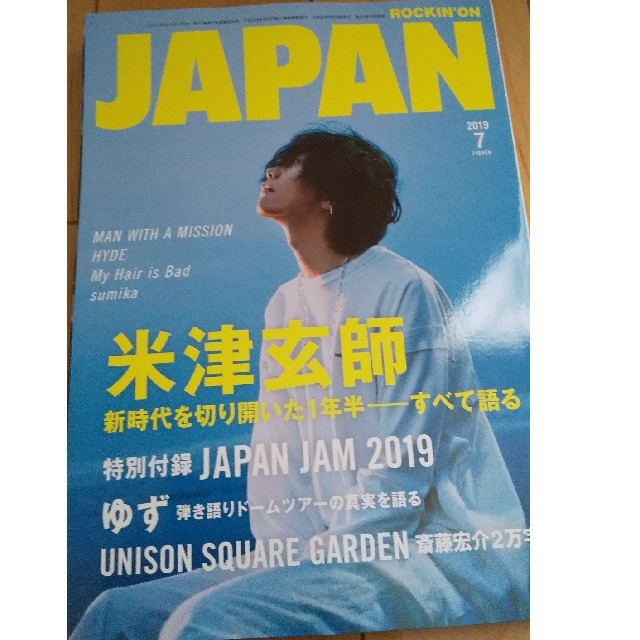 ROCKIN'ON
JAPAN
2019
7
MAN WITH A MISSION
HYDE
My Hair is Bad
sumika
米津玄師
新時代を切り開いた1年半——すべて語る
特別付録 JAPAN JAM 2019
ゆず 弾き語りドームツアーの真実を語る
UNISON SQUARE GARDEN 斎藤宏介2万字